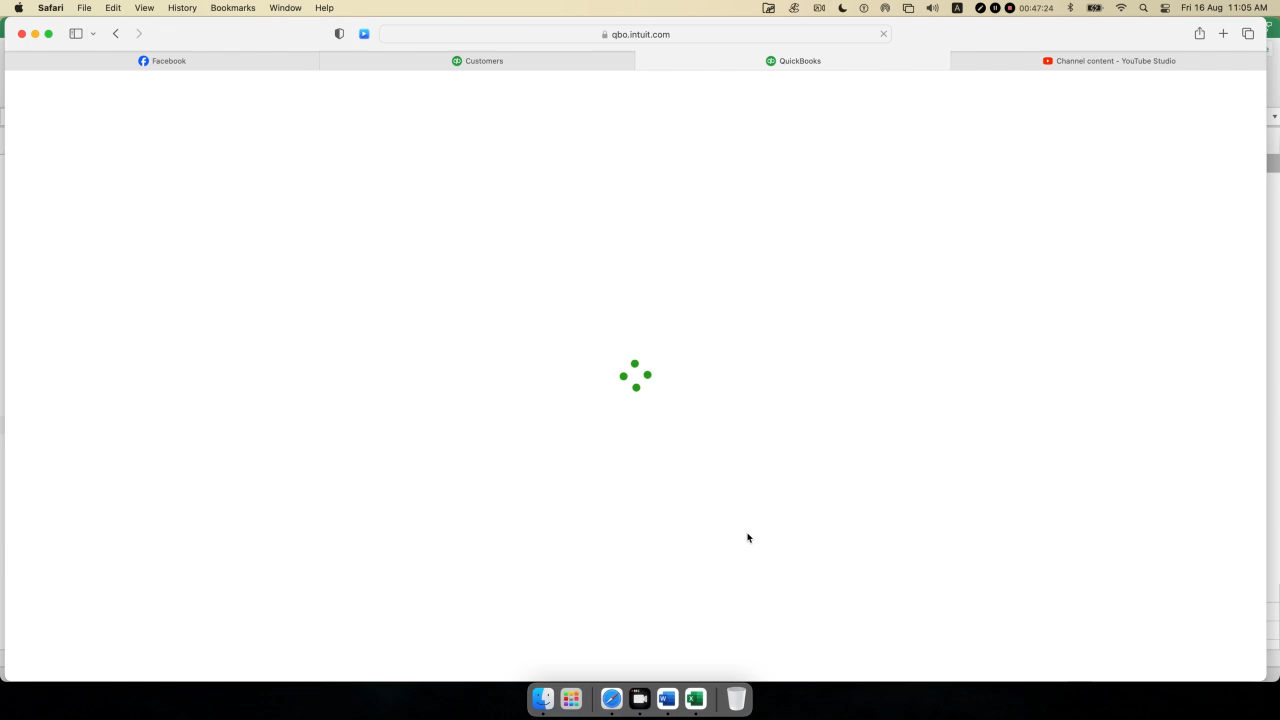 Safari File Edit View History Bookmarks Window Help 00:47:24 A Fri 16 Aug 11:05 AM
qbo.intuit.com
Facebook Customers QuickBooks Channel content - YouTube Studio